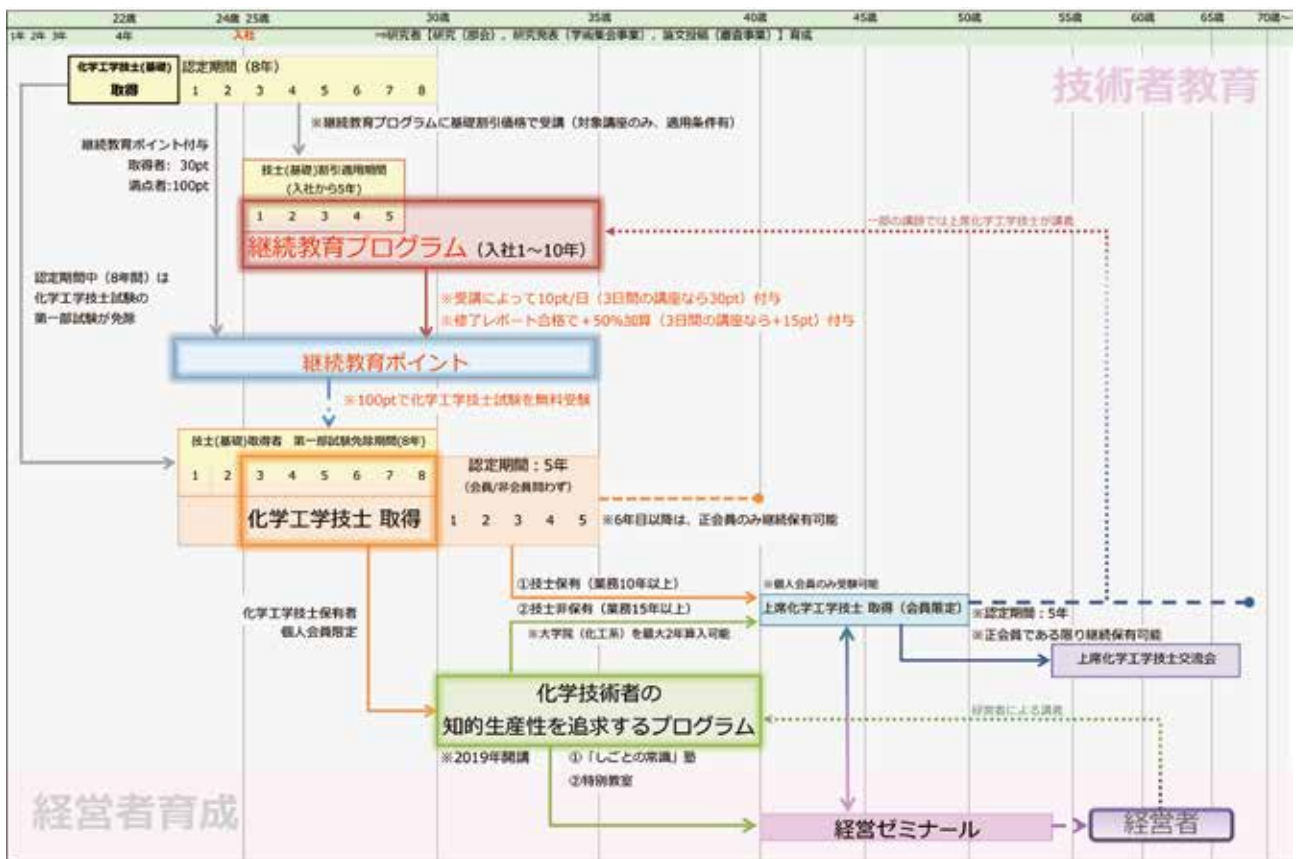 22歳 24歳 25歳 30歳 35歳 40歳 45歳 50歳 55歳 60歳 65歳 70歳～
1年 2年 3年 4年 入社 ⇒研究者【研究（部会），研究発表（学術集会事業），論文投稿（審査事業）】育成
技術者教育
化学工学技士(基礎)
取得
認定期間（8年）
1 2 3 4 5 6 7 8
※継続教育プログラムに基礎割引価格で受講（対象講座のみ、適用条件有）
継続教育ポイント付与
取得者: 30pt
満点者:100pt
技士(基礎)割引適用期間
(入社から5年)
1 2 3 4 5
継続教育プログラム（入社1～10年）
一部の講師では上席化学工学技士が講義
認定期間中（8年間）は
化学工学技士試験の
第一部試験が免除
※受講によって10pt/日（3日間の講座なら30pt）付与
※修了レポート合格で＋50%加算（3日間の講座なら+15pt）付与
継続教育ポイント
※100ptで化学工学技士試験を無料受験
技士(基礎)取得者 第一部試験免除期間(8年)
1 2 3 4 5 6 7 8
化学工学技士 取得
認定期間：5年
(会員/非会員問わず)
1 2 3 4 5
※6年目以降は、正会員のみ継続保有可能
化学工学技士保有者
個人会員限定
①技士保有（業務10年以上）
②技士非保有（業務15年以上）
※大学院（化工系）を最大2年算入可能
※個人会員のみ受験可能
上席化学工学技士 取得（会員限定）
※認定期間：5年
※正会員である限り継続保有可能
上席化学工学技士交流会
化学技術者の
知的生産性を追求するプログラム
※2019年開講
①「しごとの常識」塾
②特別教室
経営者による講義
経営者育成
経営ゼミナール
経営者